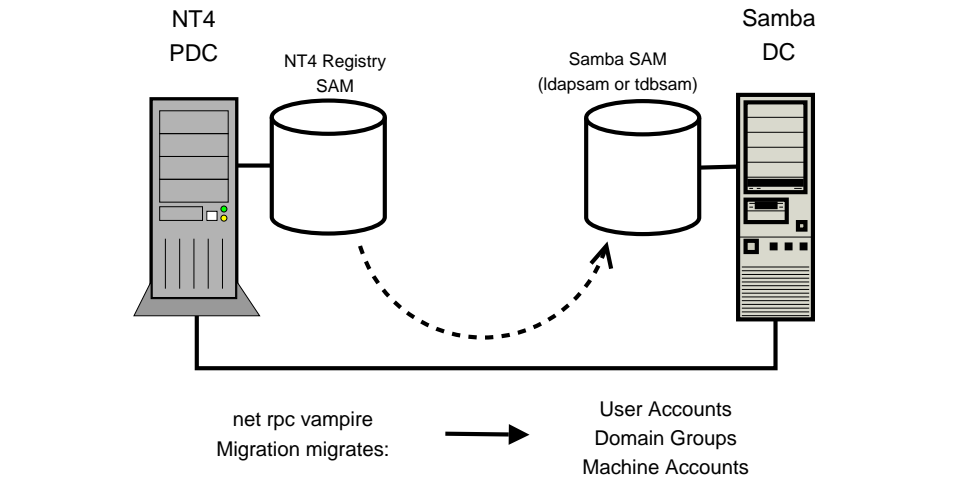 NT4
PDC
NT4 Registry
SAM
Samba SAM
(ldapsam or tdbsam)
Samba
DC
net rpc vampire
Migration migrates:
User Accounts
Domain Groups
Machine Accounts